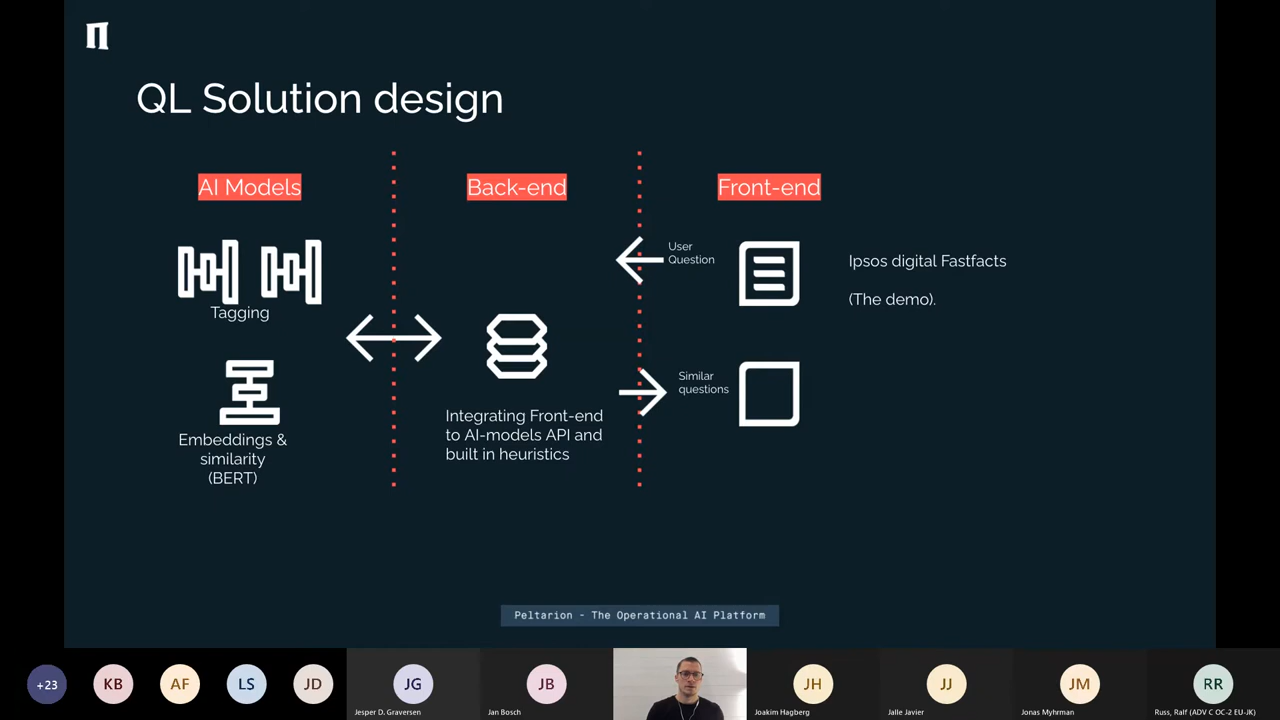 QL Solution design
AI Models
Back-end
Front-end
User
Question
Ipsos digital Fastfacts
(The demo).
Tagging
Similar
questions
Embeddings &
similarity
(BERT)
Integrating Front-end
to AI-models API and
built in heuristics
Peltarion - The Operational AI Platform
+23
KB
AF
LS
JD
JG
Jesper D. Graversen
JB
Jan Bosch
JH
Joakim Hagberg
JJ
Jalle Javier
JM
Jonas Myhrman
RR
Russ, Ralf (ADV C OC-2 EU-JK)